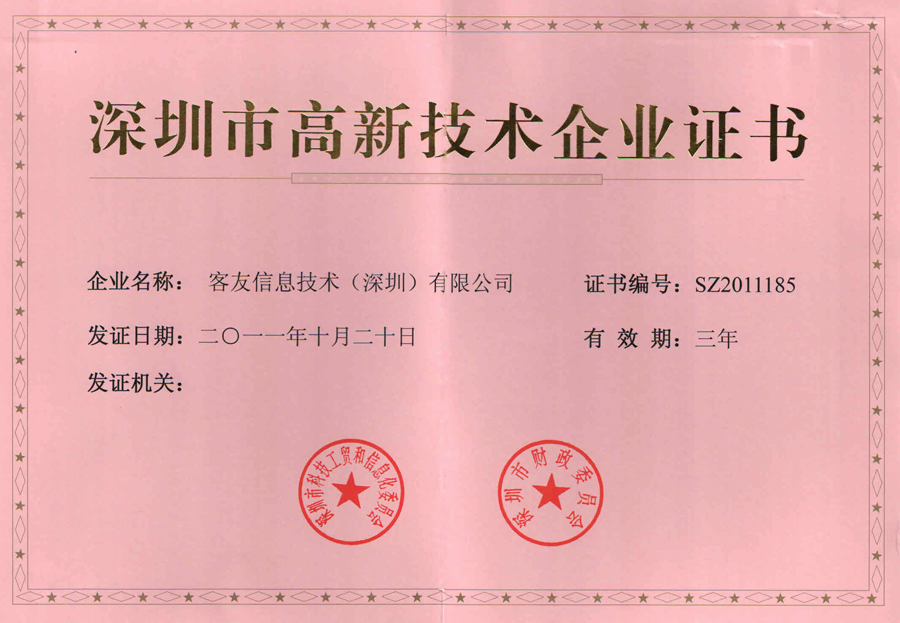 深圳市高新技术企业证书
企业名称： 客友信息技术（深圳）有限公司
证书编号：SZ2011185
发证日期：二〇一一年十月二十日
有 效 期：三年
发证机关：
深圳市科技工贸和信息化委员会
深圳市财政委员会